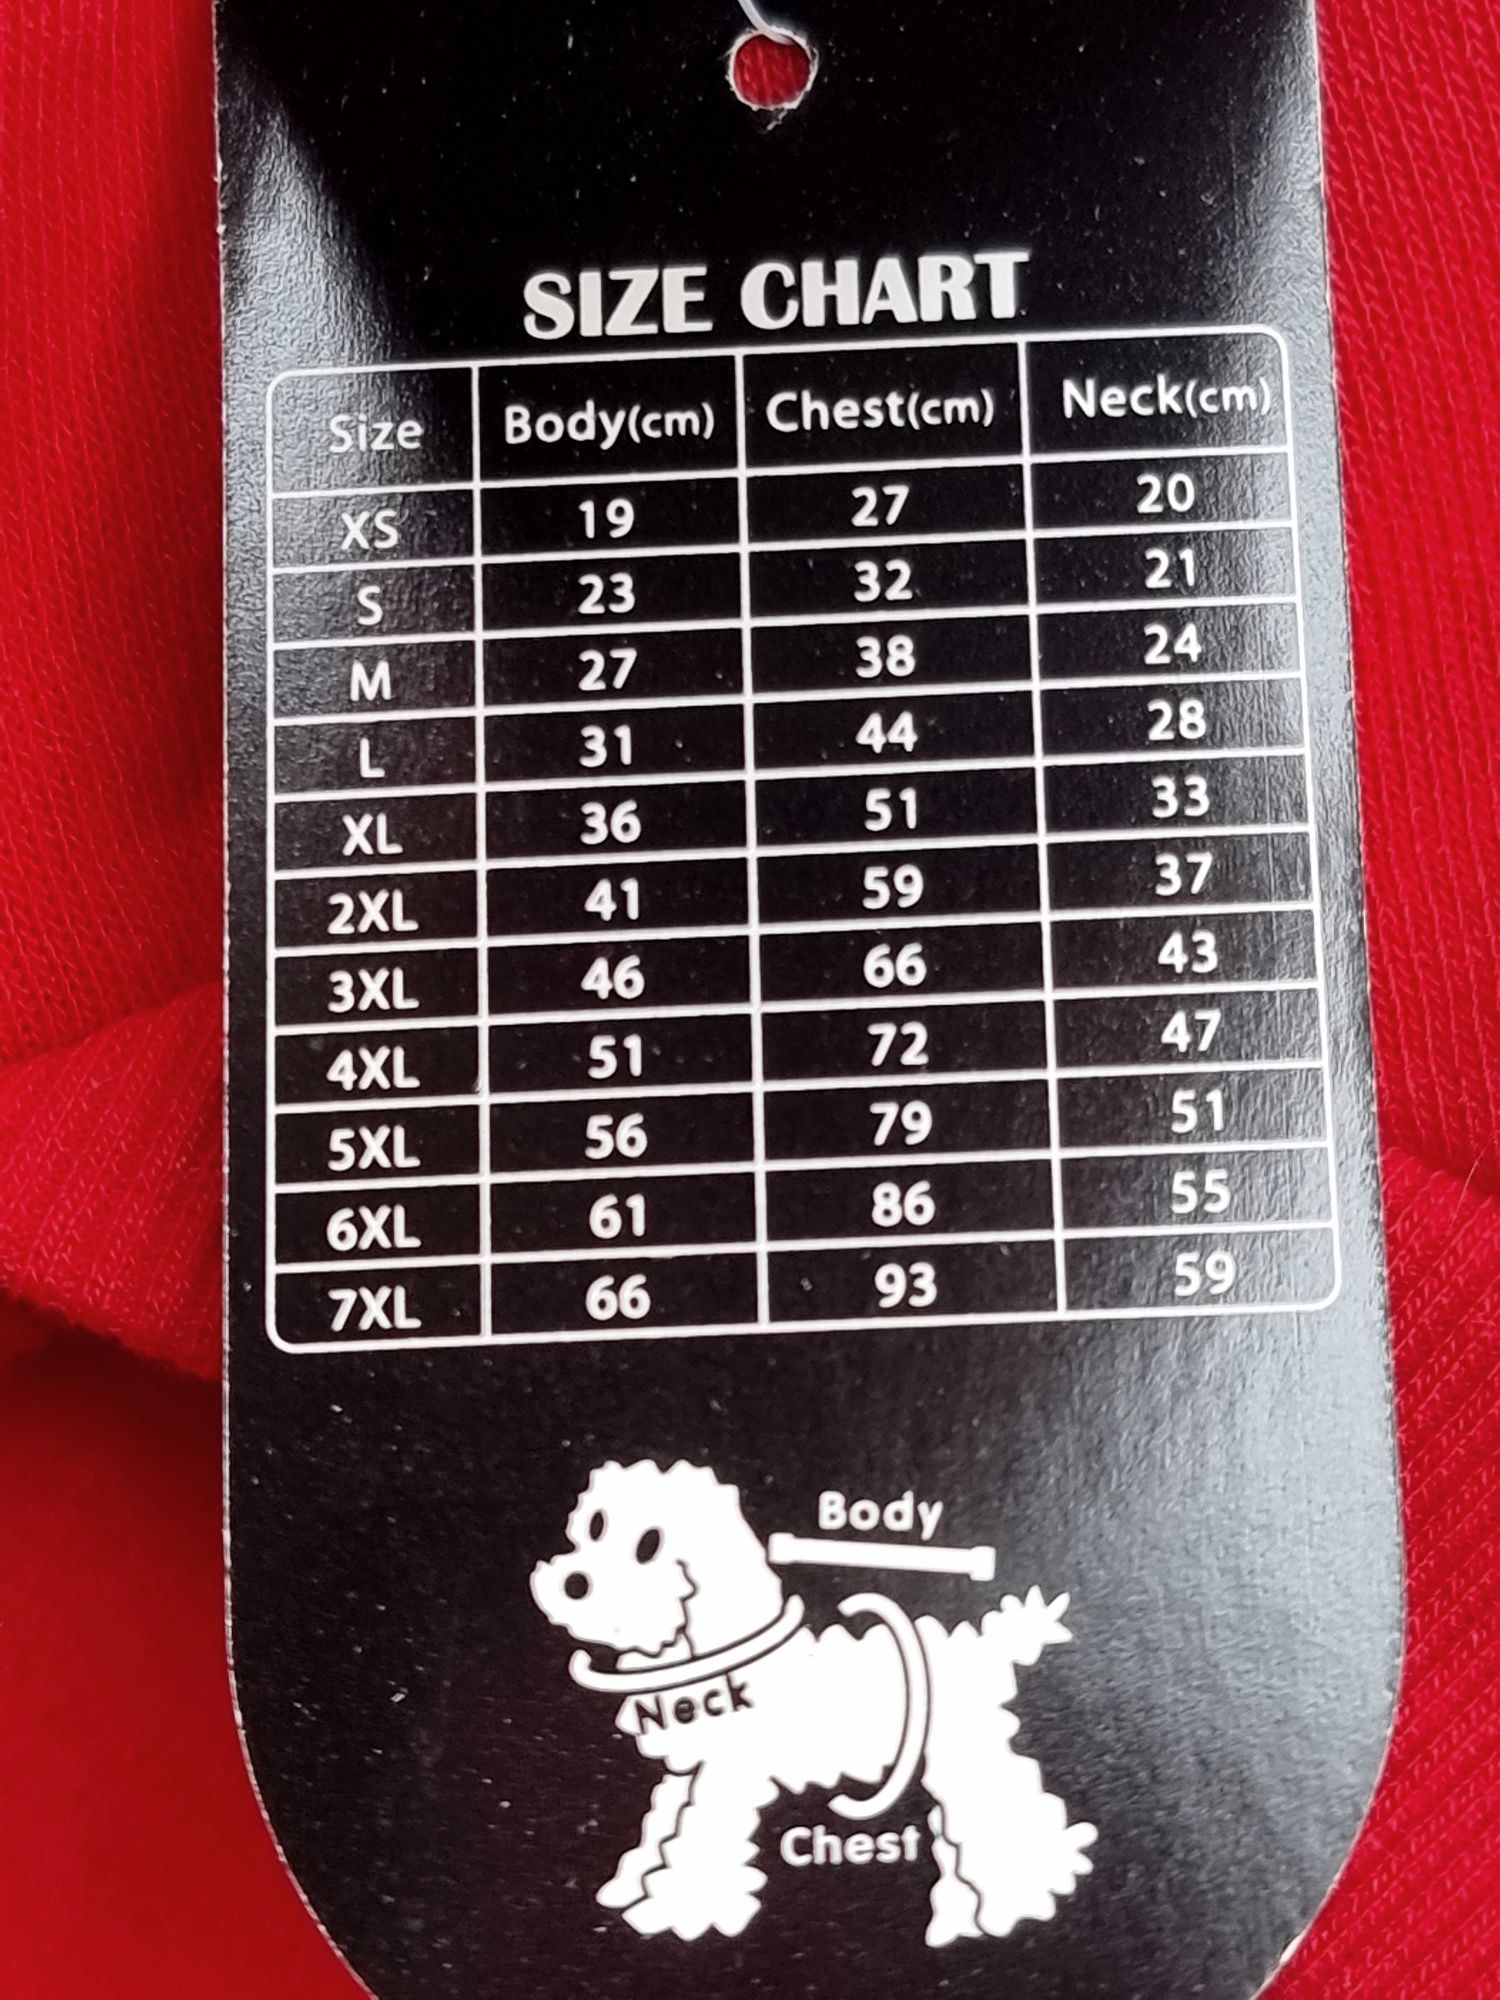 SIZE CHART
Size Body(cm) Chest(cm) Neck(cm)
XS 19 27 20
S 23 32 21
M 27 38 24
L 31 44 28
XL 36 51 33
2XL 41 59 37
3XL 46 66 43
4XL 51 72 47
5XL 56 79 51
6XL 61 86 55
7XL 66 93 59
Body
Neck
Chest